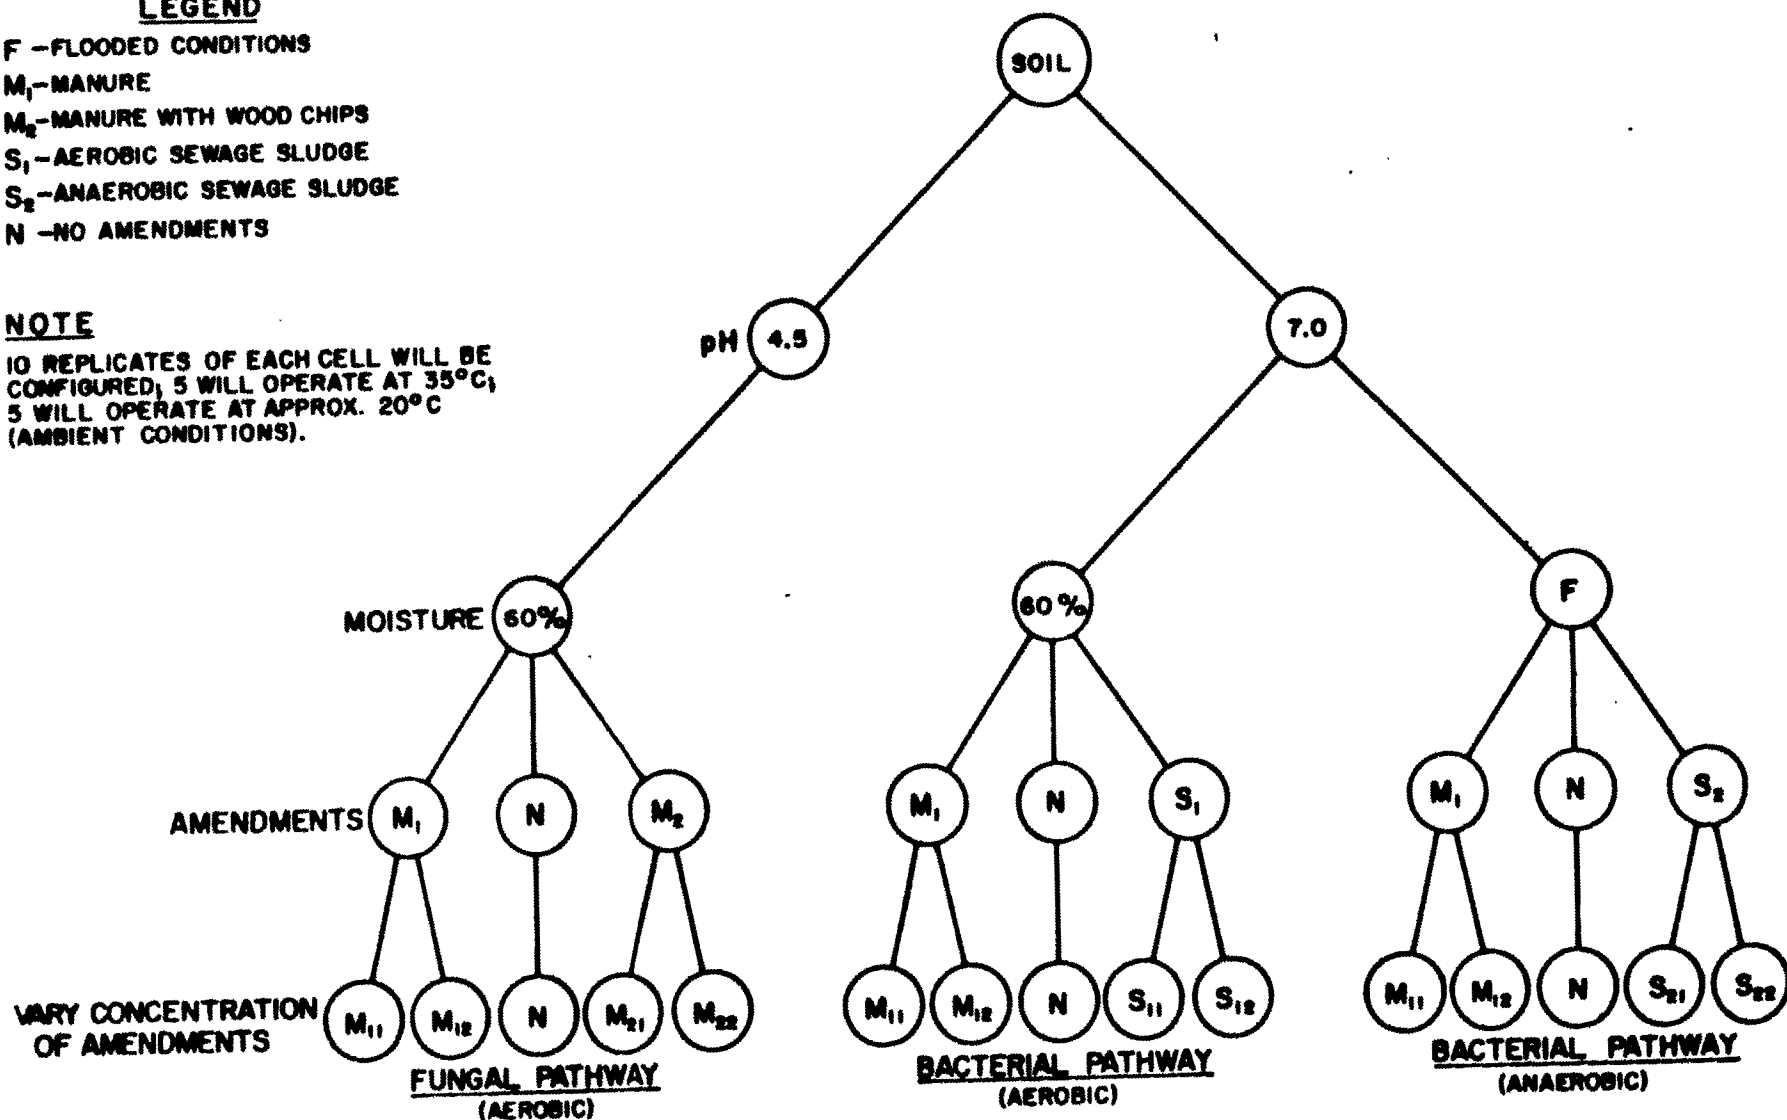 LEGEND
F -FLOODED CONDITIONS
M₁-MANURE
M₂-MANURE WITH WOOD CHIPS
S₁-AEROBIC SEWAGE SLUDGE
S₂-ANAEROBIC SEWAGE SLUDGE
N -NO AMENDMENTS
NOTE
10 REPLICATES OF EACH CELL WILL BE
CONFIGURED; 5 WILL OPERATE AT 35°C;
5 WILL OPERATE AT APPROX. 20°C
(AMBIENT CONDITIONS).
SOIL
pH 4.5 7.0
MOISTURE 60% 60% F
AMENDMENTS M₁ N M₂ M₁ N S₁ M₁ N S₂
VARY CONCENTRATION
OF AMENDMENTS
M₁₁ M₁₂ N M₂₁ M₂₂ M₁₁ M₁₂ N S₁₁ S₁₂ M₁₁ M₁₂ N S₂₁ S₂₂
FUNGAL PATHWAY
(AEROBIC)
BACTERIAL PATHWAY
(AEROBIC)
BACTERIAL PATHWAY
(ANAEROBIC)